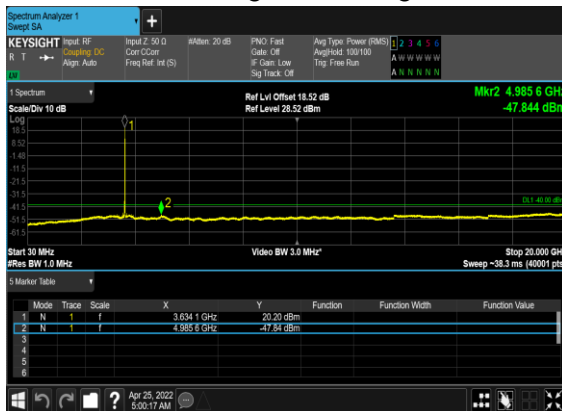 Spectrum Analyzer 1
Swept SA
+
KEYSIGHT Input: RF Input Z: 50 Ω #Atten: 20 dB PNO: Fast Avg Type: Power (RMS) 1 2 3 4 5 6
R T Coupling: DC Corr CCorr Gate: Off Avg|Hold: 100/100 A W W W W W
Align: Auto Freq Ref: Int (S) IF Gain: Low Trig: Free Run
Sig Track: Off A N N N N N
1 Spectrum Ref Lvl Offset 18.52 dB Mkr2 4.985 6 GHz
Scale/Div 10 dB Ref Level 28.52 dBm -47.844 dBm
Log
18.5
8.52
-1.48
-11.5
-21.5
-31.5
-41.5
-51.5
-61.5
1
2
DL1 -40.00 dBm
Start 30 MHz Video BW 3.0 MHz* Stop 20.000 GHz
#Res BW 1.0 MHz Sweep ~38.3 ms (40001 pts)
5 Marker Table
Mode Trace Scale X Y Function Function Width Function Value
1 N 1 f 3.634 1 GHz 20.20 dBm
2 N 1 f 4.985 6 GHz -47.84 dBm
3
4
5
6
? Apr 25, 2022
5:00:17 AM